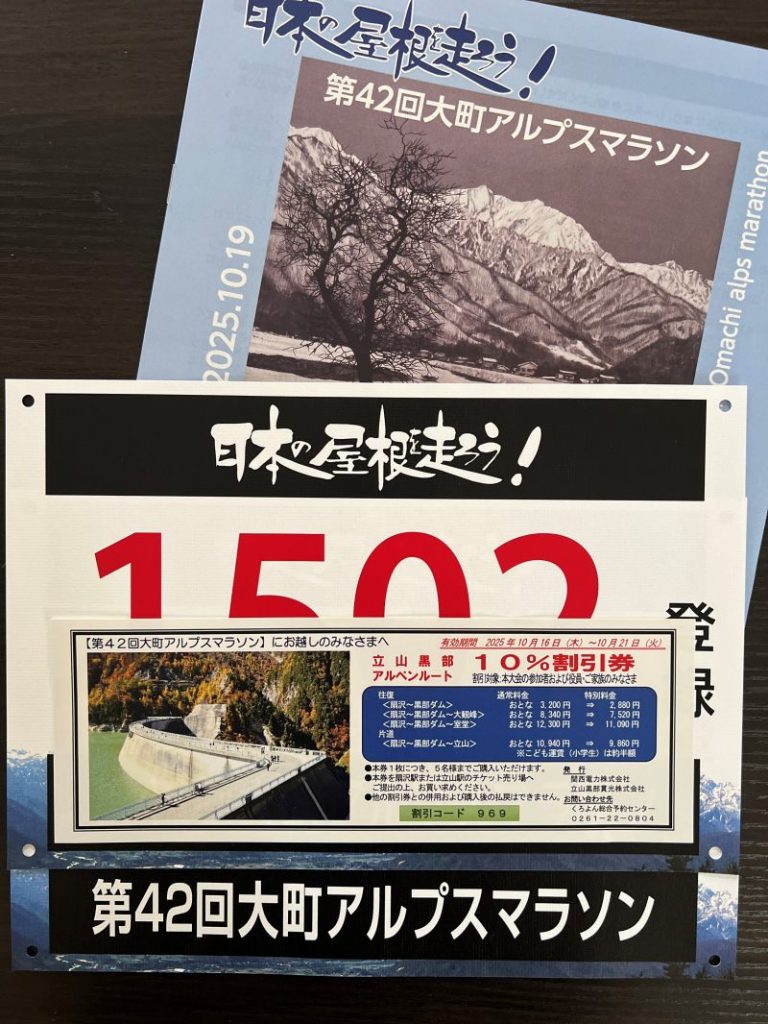 日本の屋根を走ろう!
第42回大町アルプスマラソン
2025.10.19
Omachi alps marathon
日本の屋根を走ろう!
1502
登録
【第42回大町アルプスマラソン】にお越しのみなさまへ
有効期間 2025年10月16日(木)~10月21日(火)
立山黒部
アルペンルート
10%割引券
割引対象:本大会の参加者および役員・ご家族のみなさま
往復 通常料金 特別料金
<扇沢~黒部ダム> おとな 3,200円 ⇒ 2,880円
<扇沢~黒部ダム~大観峰> おとな 8,340円 ⇒ 7,520円
<扇沢~黒部ダム~室堂> おとな 12,300円 ⇒ 11,090円
片道
<扇沢~黒部ダム~立山> おとな 10,940円 ⇒ 9,860円
※こども運賃(小学生)は約半額
●本券1枚につき、5名様までご購入いただけます。
●本券を扇沢駅または立山駅のチケット売り場へ
ご提出の上、お買い求めください。
●他の割引券との併用および購入後の払戻はできません。
割引コード 969
発行
関西電力株式会社
立山黒部貫光株式会社
お問い合わせ先
くろよん総合予約センター
0261-22-0804
第42回大町アルプスマラソン